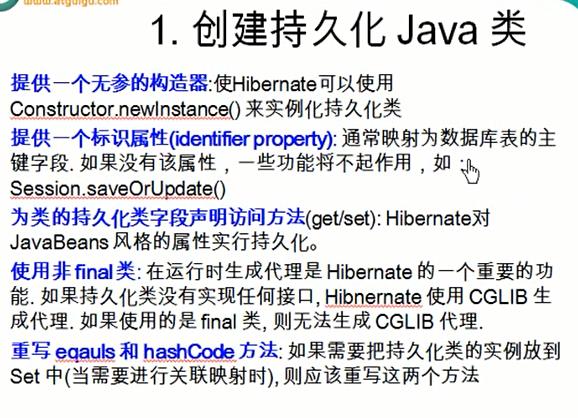 www.atguigu.com
1. 创建持久化 Java 类
提供一个无参的构造器:使Hibernate可以使用
Constructor.newInstance() 来实例化持久化类
提供一个标识属性(identifier property): 通常映射为数据库表的主
键字段. 如果没有该属性，一些功能将不起作用，如：
Session.saveOrUpdate()
为类的持久化类字段声明访问方法(get/set): Hibernate对
JavaBeans 风格的属性实行持久化。
使用非 final 类: 在运行时生成代理是 Hibernate 的一个重要的功
能. 如果持久化类没有实现任何接口, Hibnernate 使用 CGLIB 生
成代理. 如果使用的是 final 类, 则无法生成 CGLIB 代理.
重写 eqauls 和 hashCode 方法: 如果需要把持久化类的实例放到
Set 中(当需要进行关联映射时), 则应该重写这两个方法